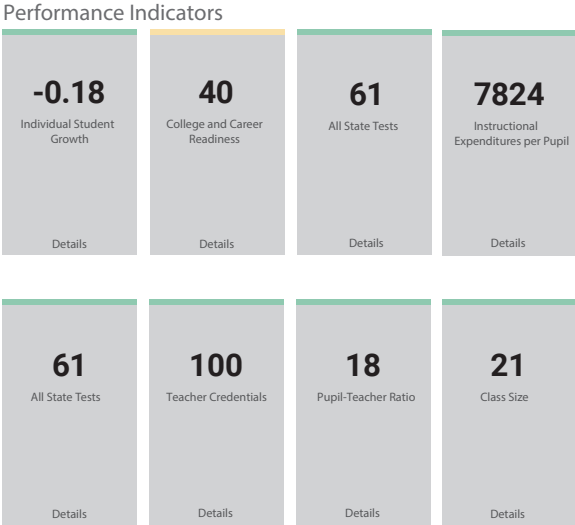 Performance Indicators
-0.18
Individual Student
Growth
Details
40
College and Career
Readiness
Details
61
All State Tests
Details
7824
Instructional
Expenditures per Pupil
Details
61
All State Tests
Details
100
Teacher Credentials
Details
18
Pupil-Teacher Ratio
Details
21
Class Size
Details